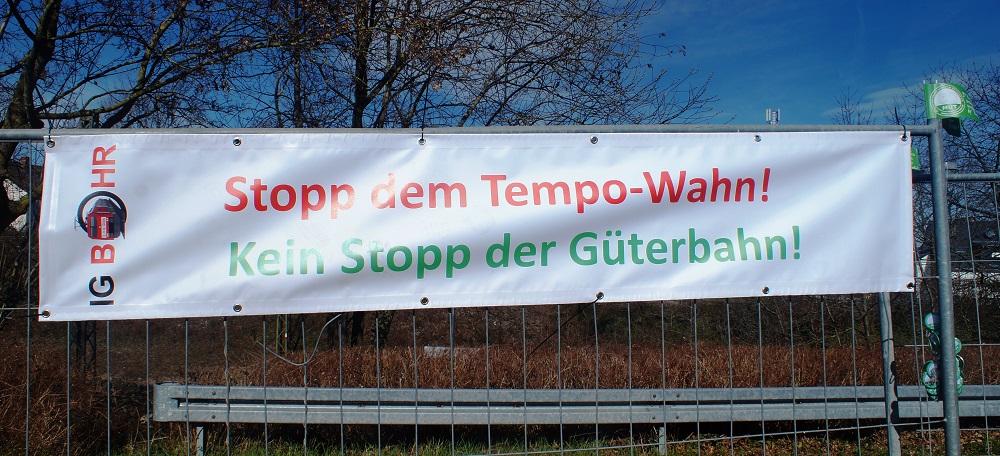 IG BOHR
Stopp dem Tempo-Wahn!
Kein Stopp der Güterbahn!